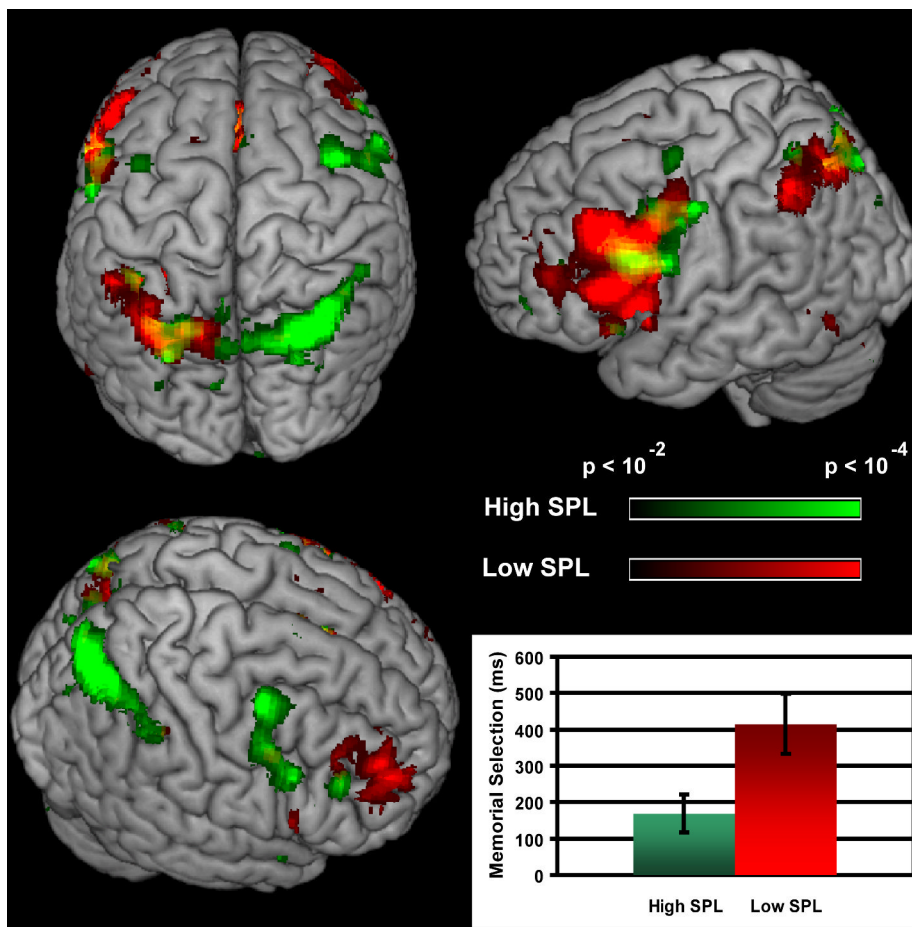 p < 10^-2 p < 10^-4
High SPL
Low SPL
Memorial Selection (ms)
600
500
400
300
200
100
0
High SPL Low SPL